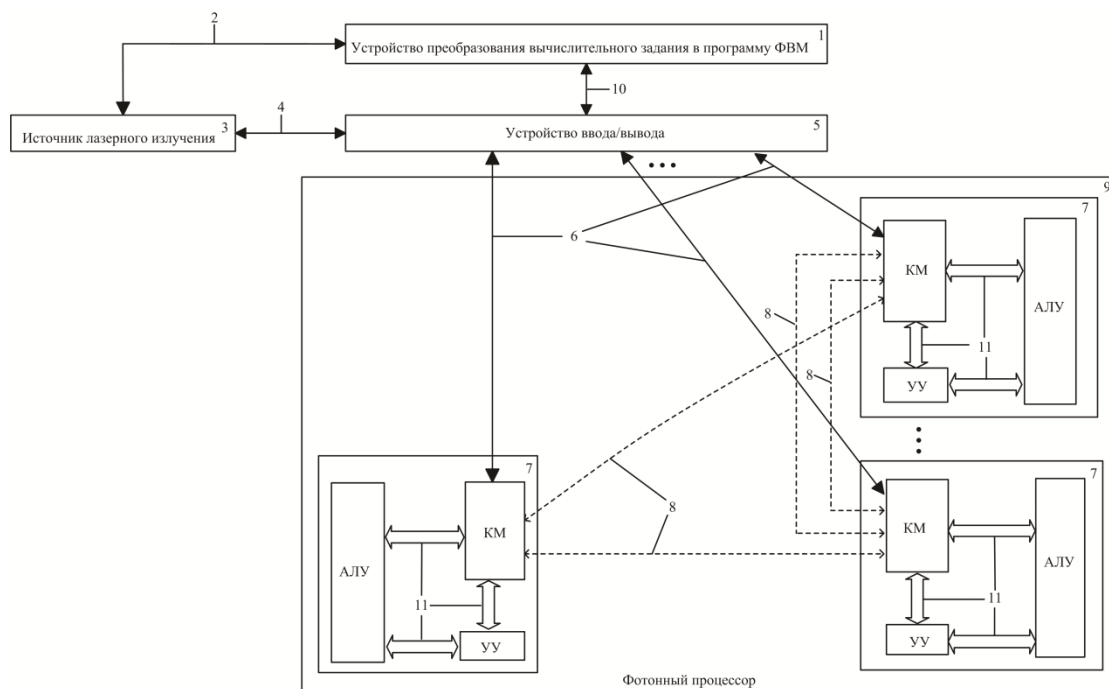 2
1
Устройство преобразования вычислительного задания в программу ФВМ
10
4
3
Источник лазерного излучения
5
Устройство ввода/вывода
...
9
7
6
КМ
АЛУ
8
11
8
УУ
...
7
7
8
КМ
АЛУ
КМ
АЛУ
11
11
УУ
УУ
Фотонный процессор